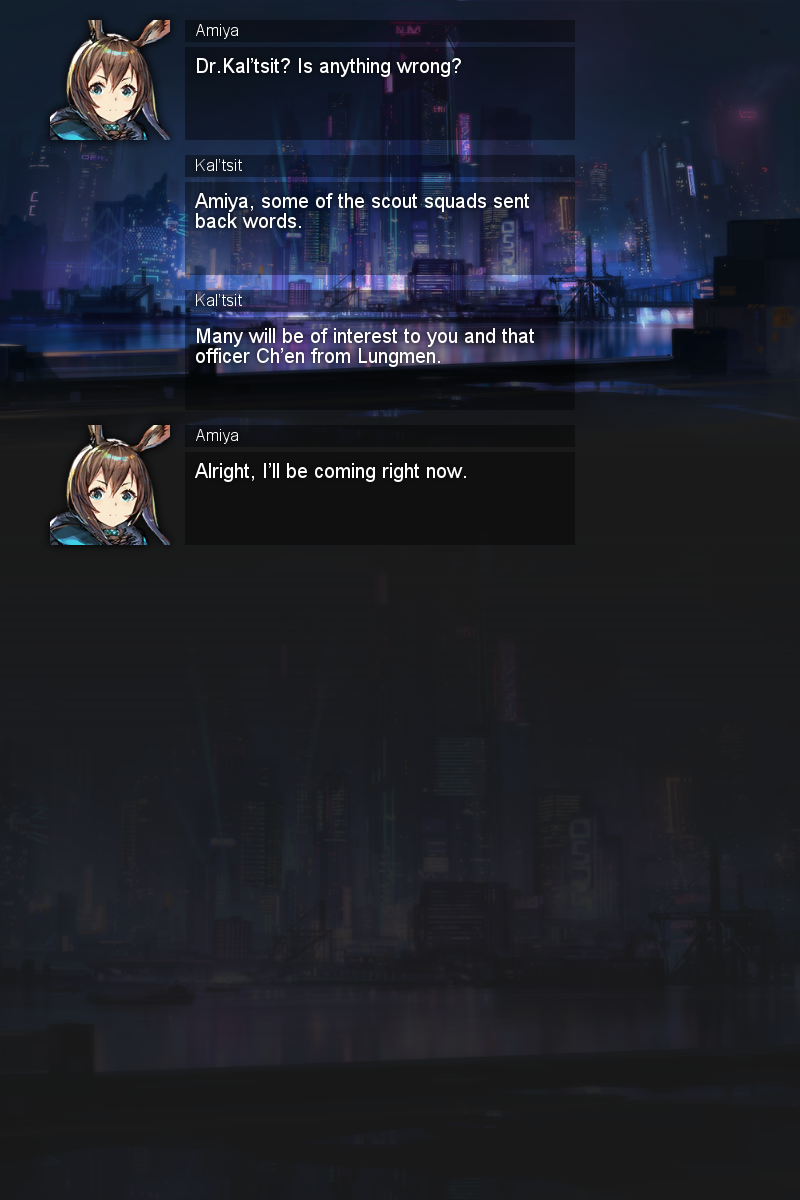 Amiya
Dr.Kal'tsit? Is anything wrong?
Kal'tsit
Amiya, some of the scout squads sent
back words.
Kal'tsit
Many will be of interest to you and that
officer Ch'en from Lungmen.
Amiya
Alright, I'll be coming right now.